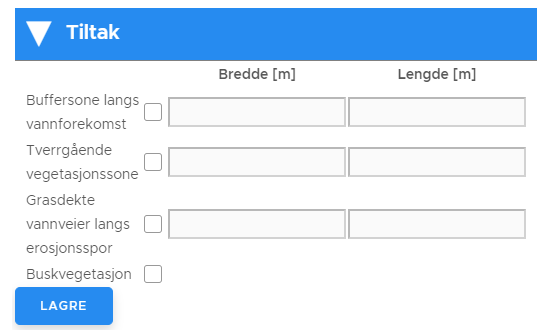 Tiltak
Bredde [m] Lengde [m]
Buffersone langs
vannforekomst
Tverrgående
vegetasjonssone
Grasdekte
vannveier langs
erosjonsspor
Buskvegetasjon
LAGRE